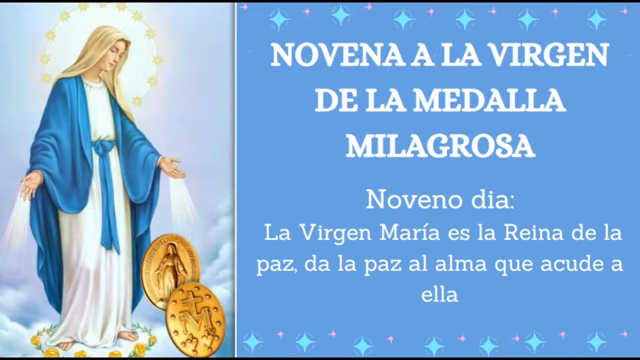 NOVENA A LA VIRGEN
DE LA MEDALLA
MILAGROSA
Noveno dia:
La Virgen María es la Reina de la
paz, da la paz al alma que acude a
ella